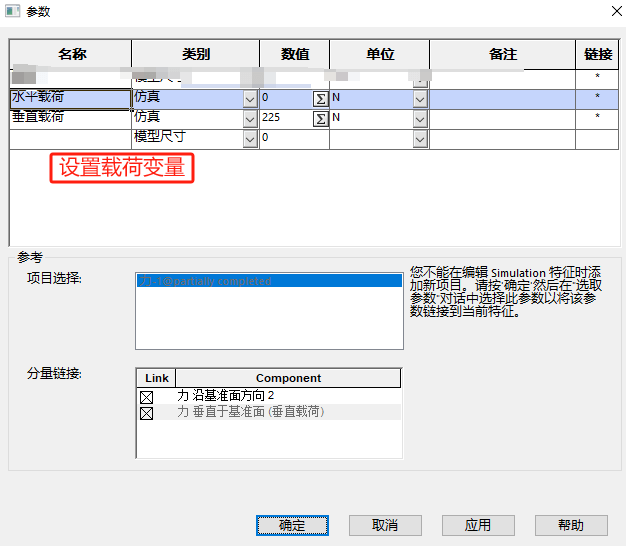 参数
名称 类别 数值 单位 备注 链接
*
水平载荷 仿真 0 Σ N *
垂直载荷 仿真 225 Σ N *
模型尺寸 0
设置载荷变量
参考
项目选择:
力1-1@partially completed
您不能在编辑 Simulation 特征时添
加新项目。请按'确定'然后在"选取
参数"对话中选择此参数以将该参
数链接到当前特征。
分量链接:
Link Component
力 沿基准面方向 2
力 垂直于基准面 (垂直载荷)
确定 取消 应用 帮助